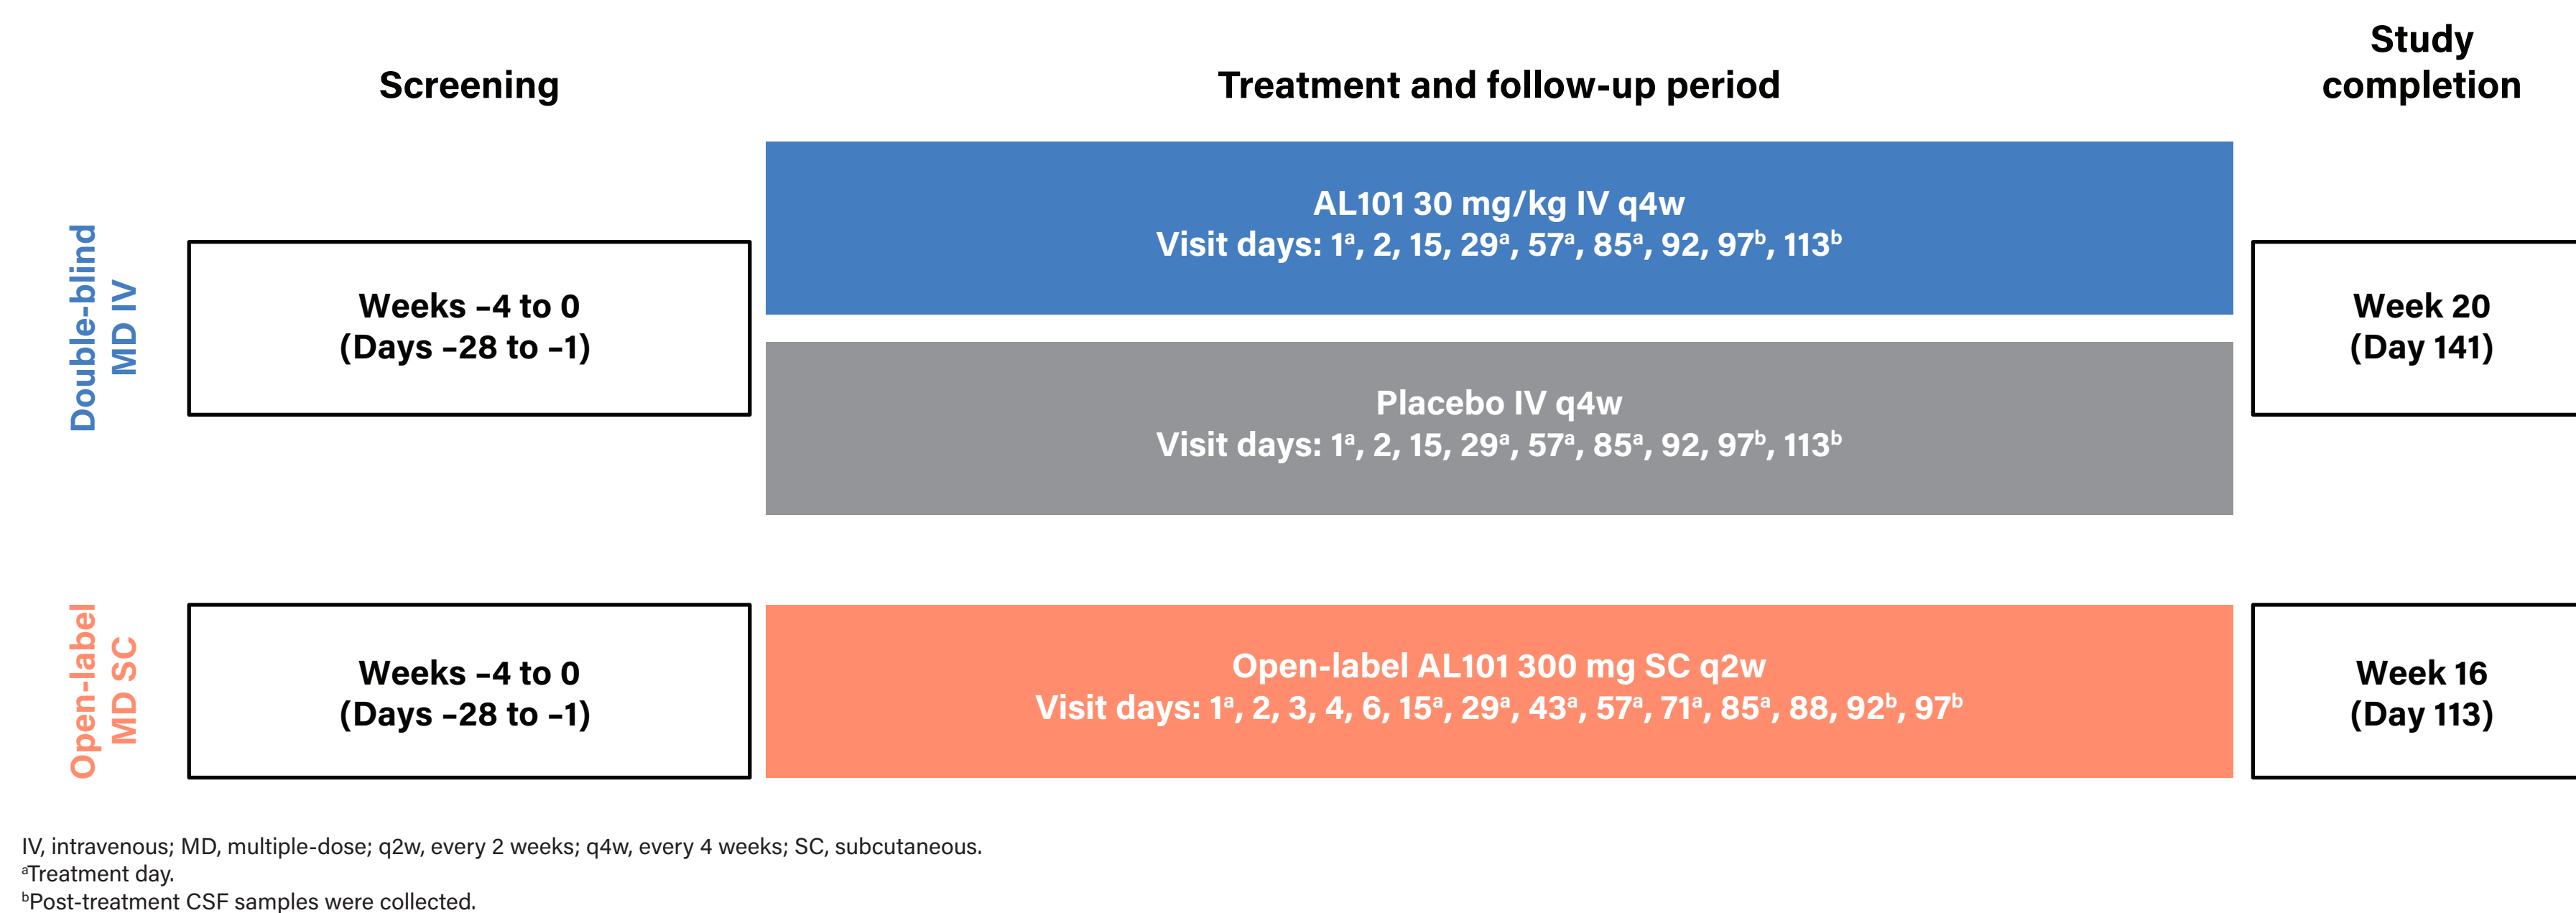 Screening
Treatment and follow-up period
Study
completion
Double-blind
MD IV
Weeks –4 to 0
(Days –28 to –1)
AL101 30 mg/kg IV q4w
Visit days: 1ᵃ, 2, 15, 29ᵃ, 57ᵃ, 85ᵃ, 92, 97ᵇ, 113ᵇ
Placebo IV q4w
Visit days: 1ᵃ, 2, 15, 29ᵃ, 57ᵃ, 85ᵃ, 92, 97ᵇ, 113ᵇ
Week 20
(Day 141)
Open-label
MD SC
Weeks –4 to 0
(Days –28 to –1)
Open-label AL101 300 mg SC q2w
Visit days: 1ᵃ, 2, 3, 4, 6, 15ᵃ, 29ᵃ, 43ᵃ, 57ᵃ, 71ᵃ, 85ᵃ, 88, 92ᵇ, 97ᵇ
Week 16
(Day 113)
IV, intravenous; MD, multiple-dose; q2w, every 2 weeks; q4w, every 4 weeks; SC, subcutaneous.
ᵃTreatment day.
ᵇPost-treatment CSF samples were collected.